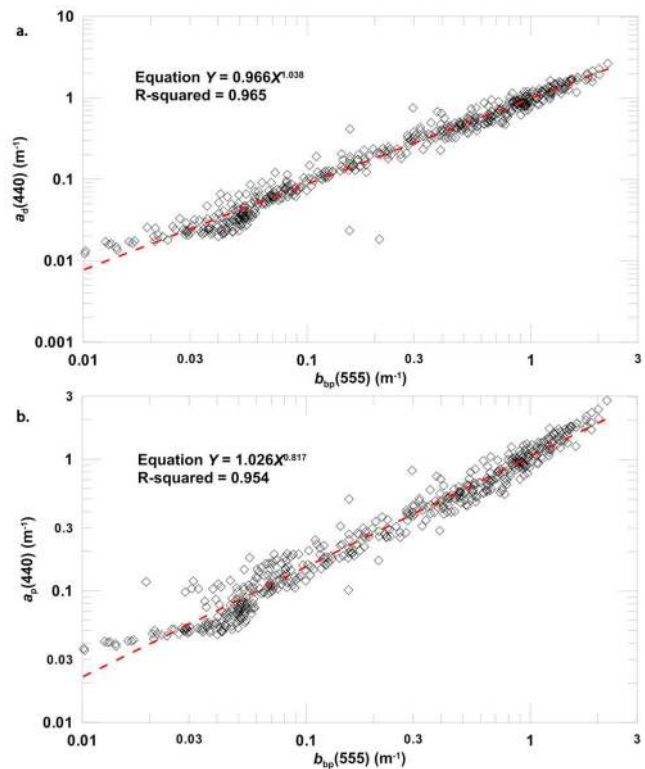 a.
10
Equation Y = 0.966X^1.038
R-squared = 0.965
1
0.1
0.01
0.001
a_d(440) (m⁻¹)
0.01 0.03 0.1 0.3 1 3
b_bp(555) (m⁻¹)
b.
3
Equation Y = 1.026X^0.817
R-squared = 0.954
1
0.3
0.1
0.03
0.01
a_p(440) (m⁻¹)
0.01 0.03 0.1 0.3 1 3
b_bp(555) (m⁻¹)